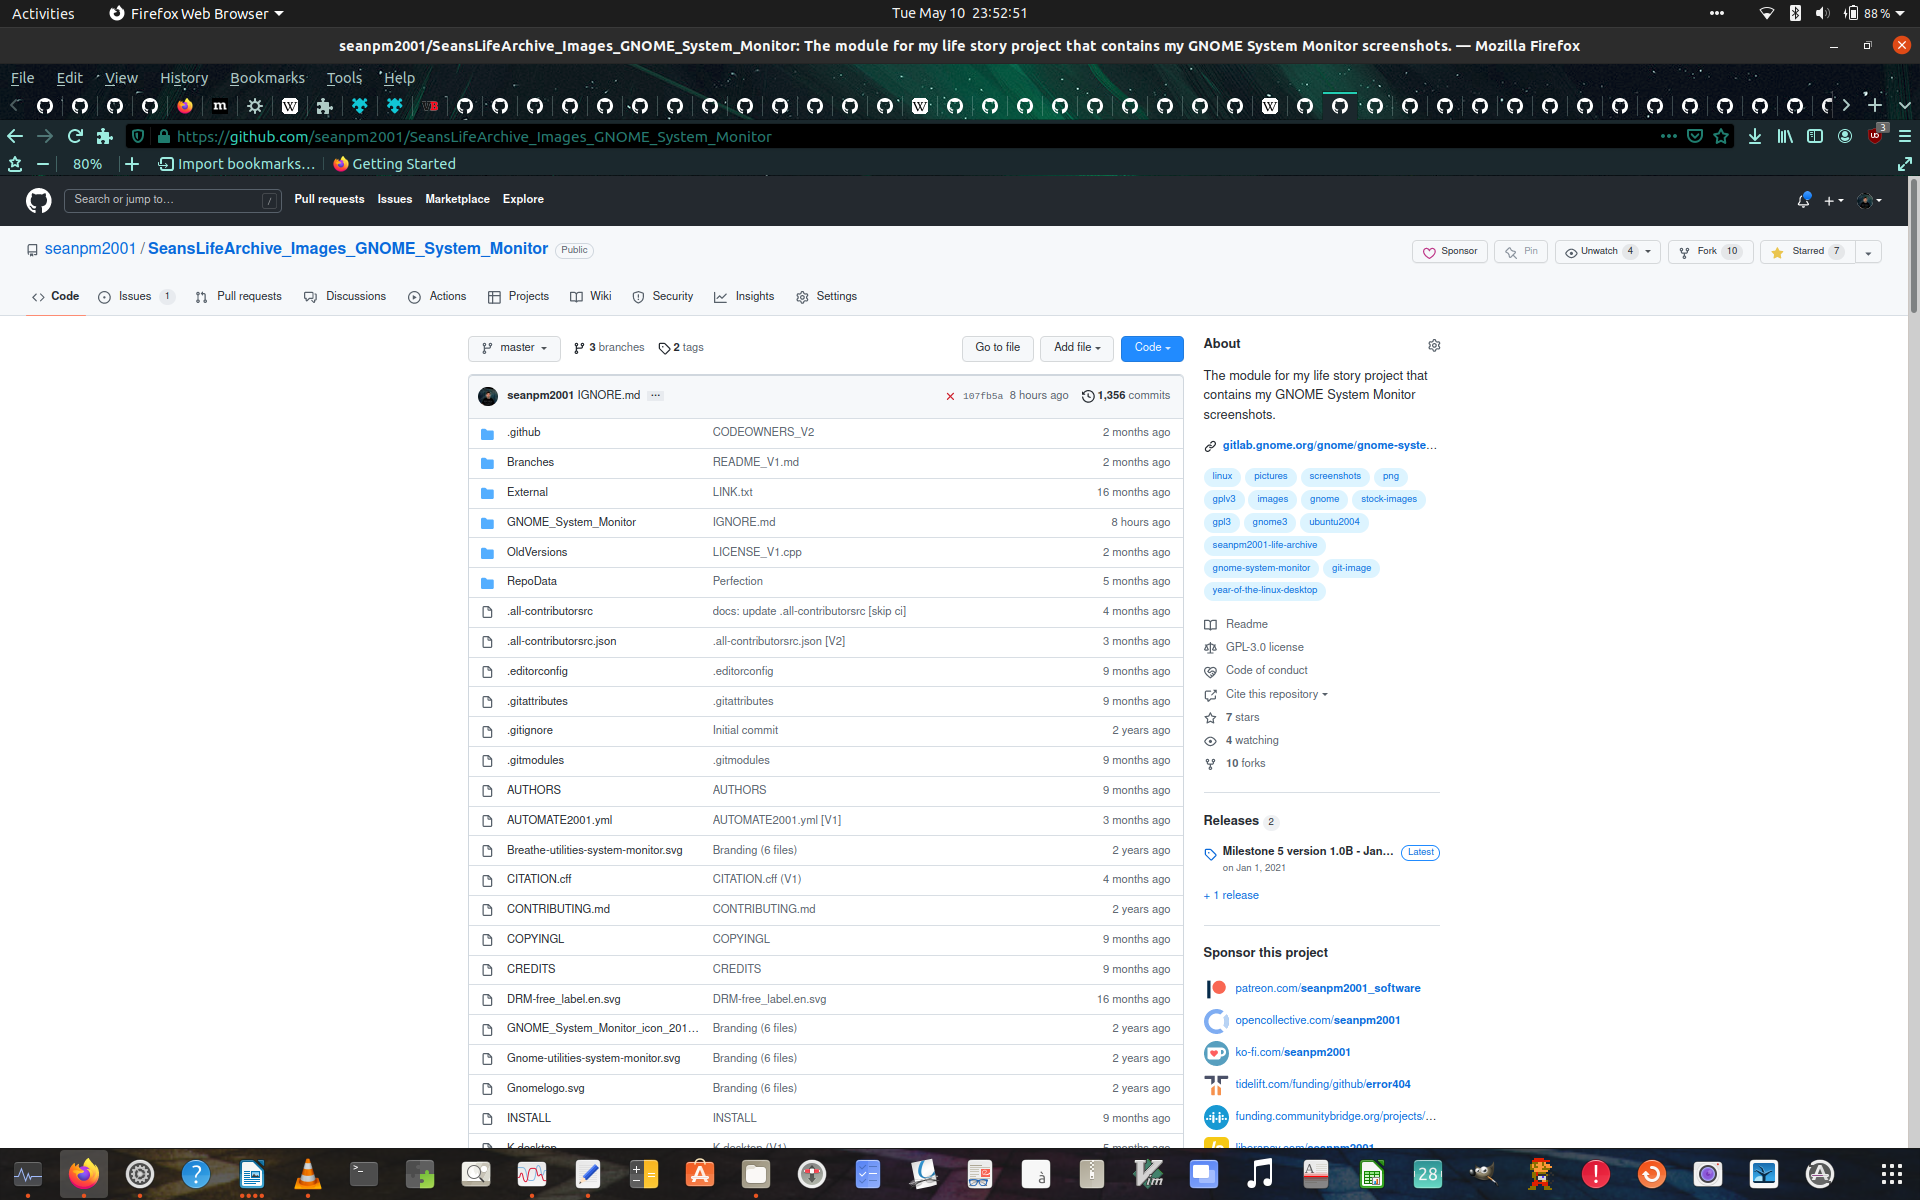 Activities
Firefox Web Browser
Tue May 10 23:52:51
88 %
seanpm2001/SeansLifeArchive_Images_GNOME_System_Monitor: The module for my life story project that contains my GNOME System Monitor screenshots. — Mozilla Firefox
File Edit View History Bookmarks Tools Help
https://github.com/seanpm2001/SeansLifeArchive_Images_GNOME_System_Monitor
3
80%
Import bookmarks...
Getting Started
Search or jump to... /
Pull requests Issues Marketplace Explore
seanpm2001 / SeansLifeArchive_Images_GNOME_System_Monitor Public
Sponsor Pin Unwatch 4 Fork 10 Starred 7
Code Issues 1 Pull requests Discussions Actions Projects Wiki Security Insights Settings
master 3 branches 2 tags Go to file Add file Code
seanpm2001 IGNORE.md ... 107fb5a 8 hours ago 1,356 commits
.github CODEOWNERS_V2 2 months ago
Branches README_V1.md 2 months ago
External LINK.txt 16 months ago
GNOME_System_Monitor IGNORE.md 8 hours ago
OldVersions LICENSE_V1.cpp 2 months ago
RepoData Perfection 5 months ago
.all-contributorsrc docs: update .all-contributorsrc [skip ci] 4 months ago
.all-contributorsrc.json .all-contributorsrc.json [V2] 3 months ago
.editorconfig .editorconfig 9 months ago
.gitattributes .gitattributes 9 months ago
.gitignore Initial commit 2 years ago
.gitmodules .gitmodules 9 months ago
AUTHORS AUTHORS 9 months ago
AUTOMATE2001.yml AUTOMATE2001.yml [V1] 3 months ago
Breathe-utilities-system-monitor.svg Branding (6 files) 2 years ago
CITATION.cff CITATION.cff (V1) 4 months ago
CONTRIBUTING.md CONTRIBUTING.md 2 years ago
COPYINGL COPYINGL 9 months ago
CREDITS CREDITS 9 months ago
DRM-free_label.en.svg DRM-free_label.en.svg 16 months ago
GNOME_System_Monitor_icon_201... Branding (6 files) 2 years ago
Gnome-utilities-system-monitor.svg Branding (6 files) 2 years ago
Gnomelogo.svg Branding (6 files) 2 years ago
INSTALL INSTALL 9 months ago
About
The module for my life story project that
contains my GNOME System Monitor
screenshots.
gitlab.gnome.org/gnome/gnome-syste...
linux pictures screenshots png
gplv3 images gnome stock-images
gpl3 gnome3 ubuntu2004
seanpm2001-life-archive
gnome-system-monitor git-image
year-of-the-linux-desktop
Readme
GPL-3.0 license
Code of conduct
Cite this repository
7 stars
4 watching
10 forks
Releases 2
Milestone 5 version 1.0B - Jan... Latest
on Jan 1, 2021
+ 1 release
Sponsor this project
patreon.com/seanpm2001_software
opencollective.com/seanpm2001
ko-fi.com/seanpm2001
tidelift.com/funding/github/error404
funding.communitybridge.org/projects/...
28